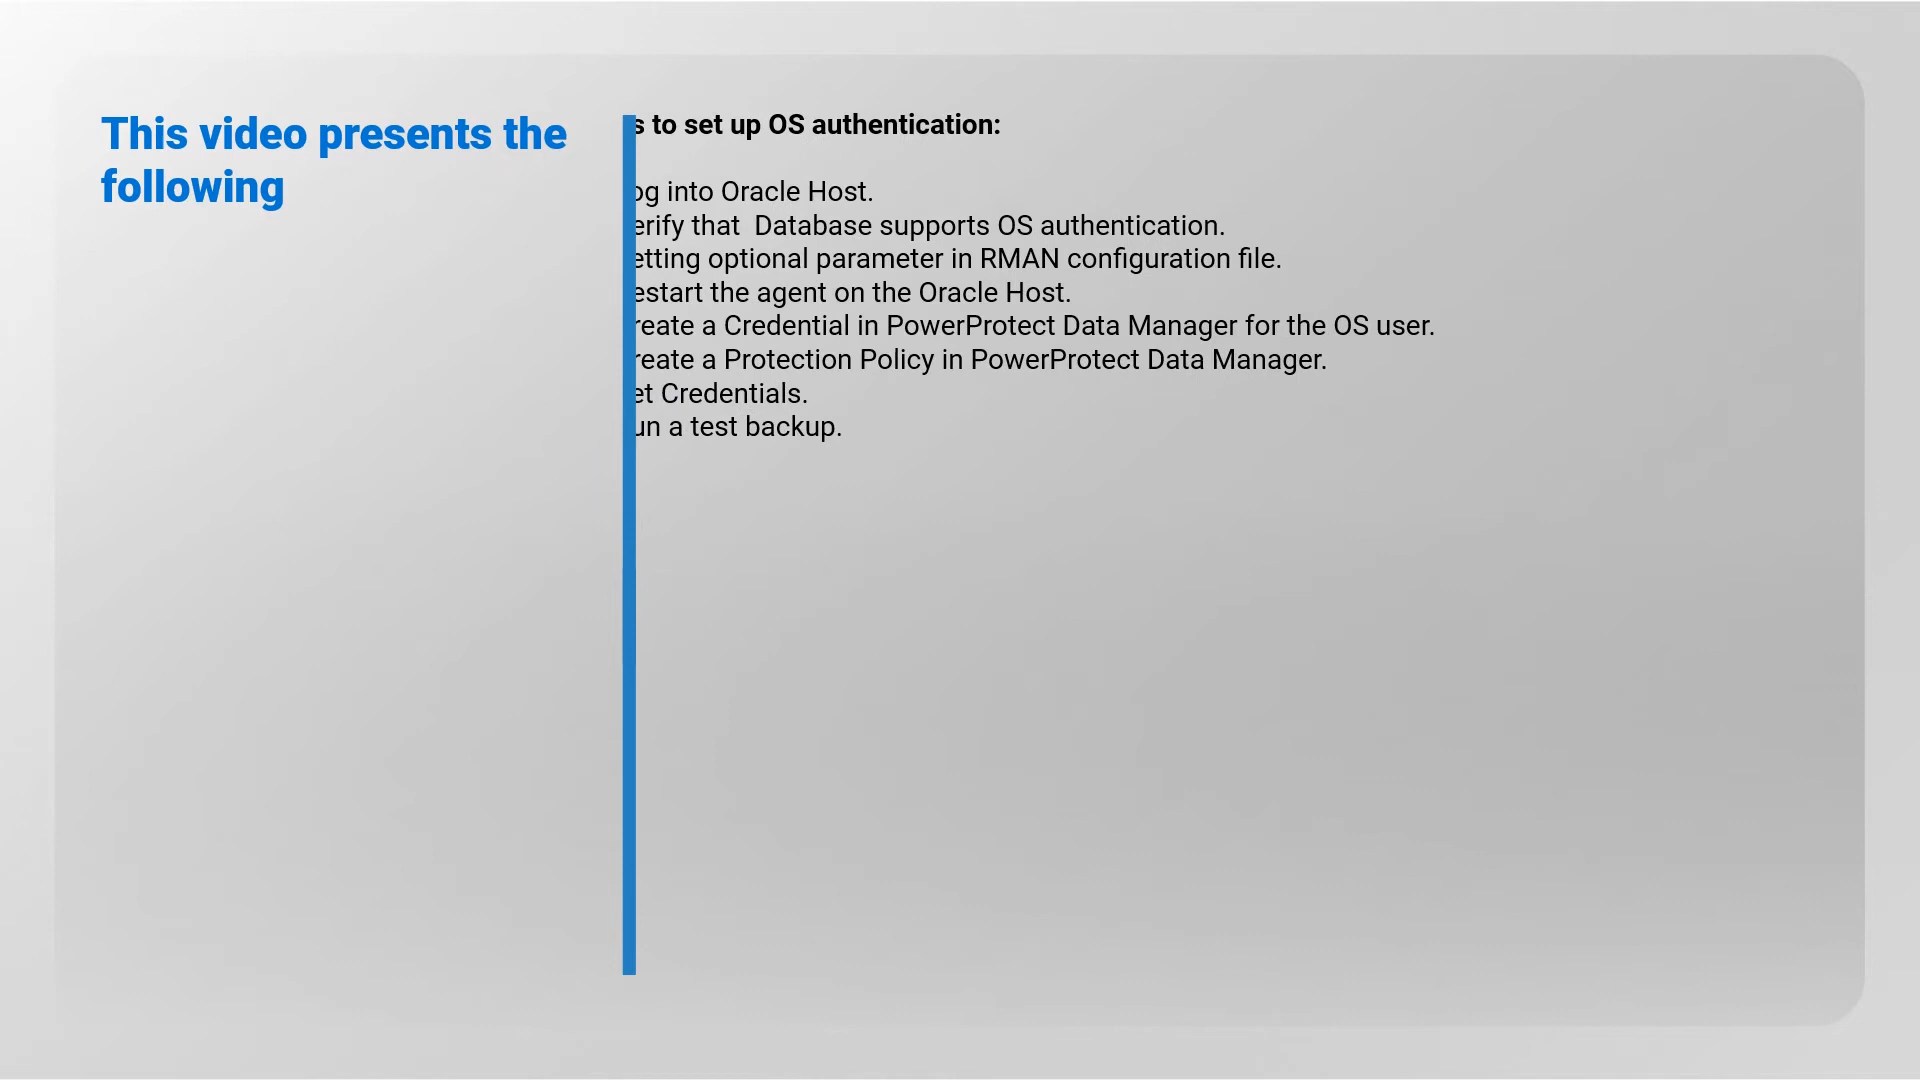 This video presents the
following
s to set up OS authentication:
og into Oracle Host.
erify that  Database supports OS authentication.
etting optional parameter in RMAN configuration file.
estart the agent on the Oracle Host.
reate a Credential in PowerProtect Data Manager for the OS user.
reate a Protection Policy in PowerProtect Data Manager.
et Credentials.
un a test backup.